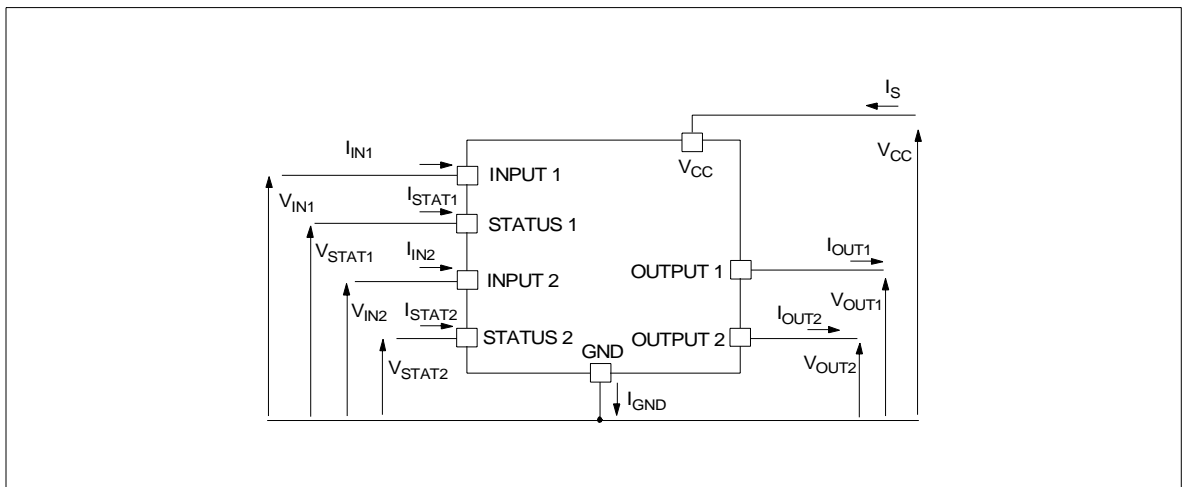 I_S
V_CC
V_CC
I_IN1
INPUT 1
V_IN1
I_STAT1
STATUS 1
V_STAT1
I_IN2
INPUT 2
V_IN2
I_STAT2
STATUS 2
V_STAT2
I_OUT1
OUTPUT 1
V_OUT1
I_OUT2
OUTPUT 2
V_OUT2
GND
I_GND